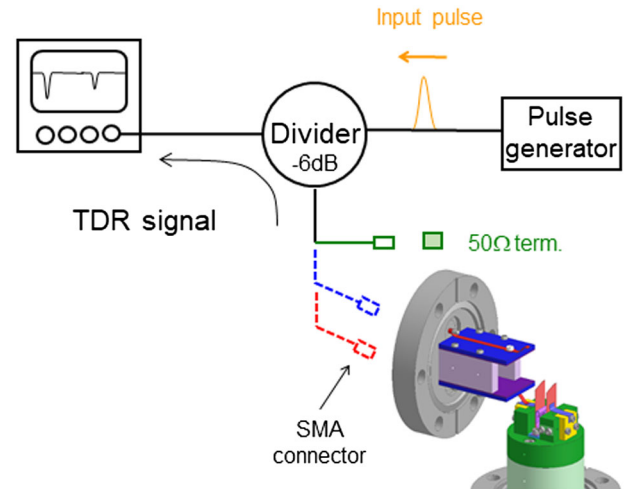 Input pulse
Divider
-6dB
Pulse
generator
TDR signal
50Ω term.
SMA
connector